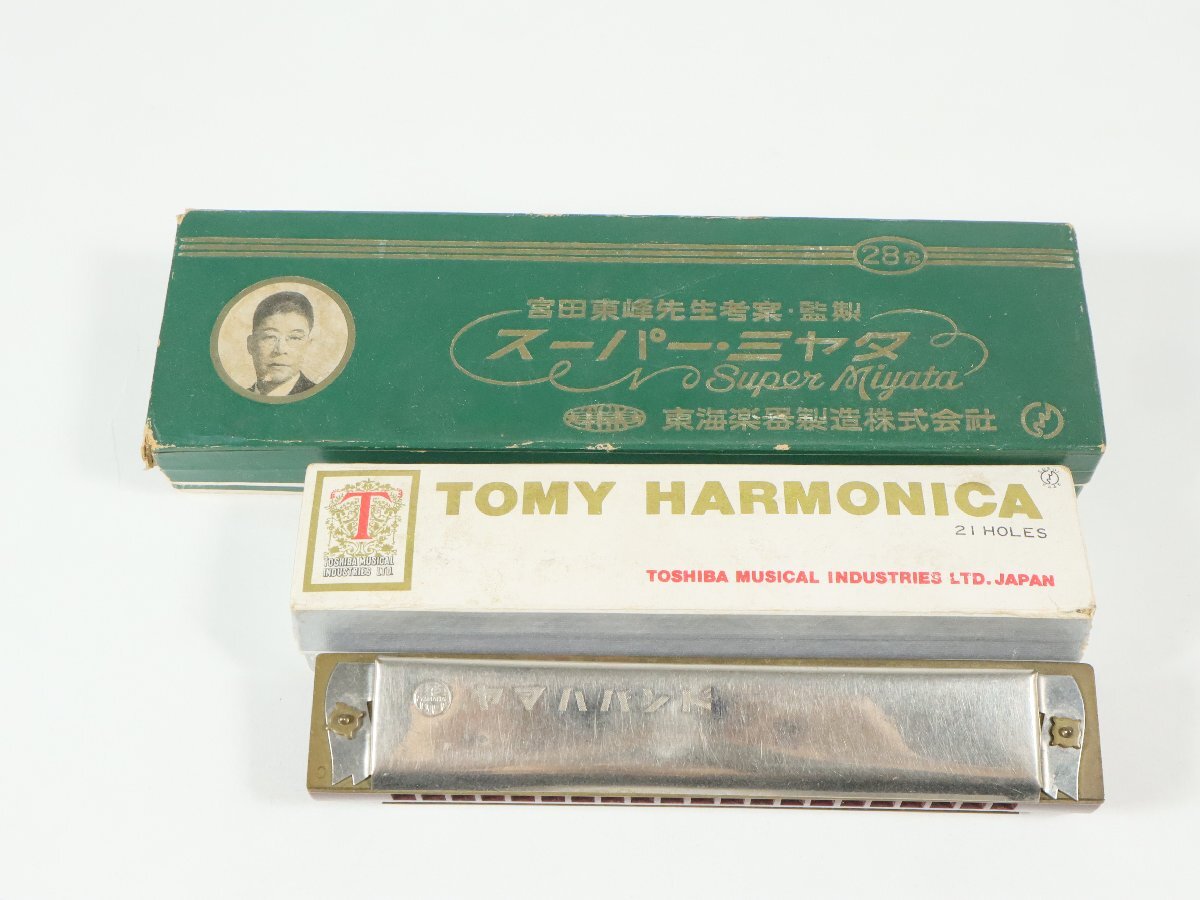 28カ
宮田東峰先生考案・監製
スーパー・ミヤタ
Super Miyata
東海楽器製造株式会社
T
TOSHIBA MUSICAL
INDUSTRIES LTD.
TOMY HARMONICA
21 HOLES
TOSHIBA MUSICAL INDUSTRIES LTD. JAPAN
ヤマハバンド
C